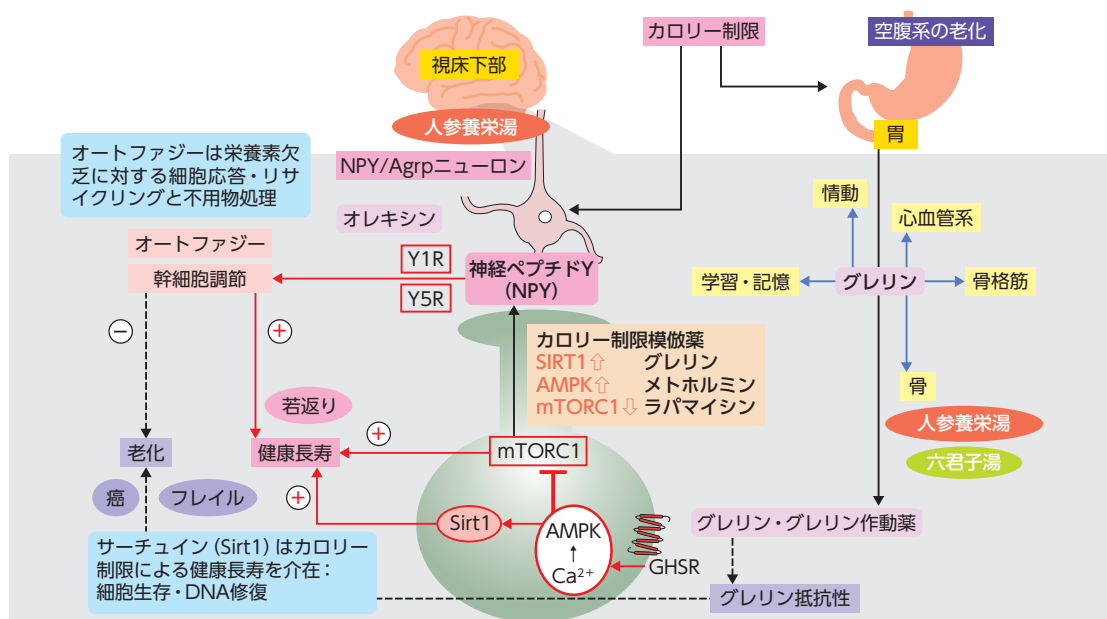 カロリー制限
空腹系の老化
視床下部
人参養栄湯
胃
オートファジーは栄養素欠
乏に対する細胞応答・リサ
イクリングと不用物処理
NPY/Agrpニューロン
オレキシン
オートファジー
幹細胞調節
Y1R
Y5R
神経ペプチドY
(NPY)
情動
心血管系
学習・記憶
グレリン
骨格筋
骨
カロリー制限模倣薬
SIRT1⇧ グレリン
AMPK⇧ メトホルミン
mTORC1⇩ ラパマイシン
−
+
若返り
人参養栄湯
六君子湯
老化
健康長寿
+
mTORC1
癌
フレイル
+
Sirt1
AMPK
↑
Ca²⁺
GHSR
グレリン・グレリン作動薬
サーチュイン(Sirt1)はカロリー
制限による健康長寿を介在：
細胞生存・DNA修復
グレリン抵抗性